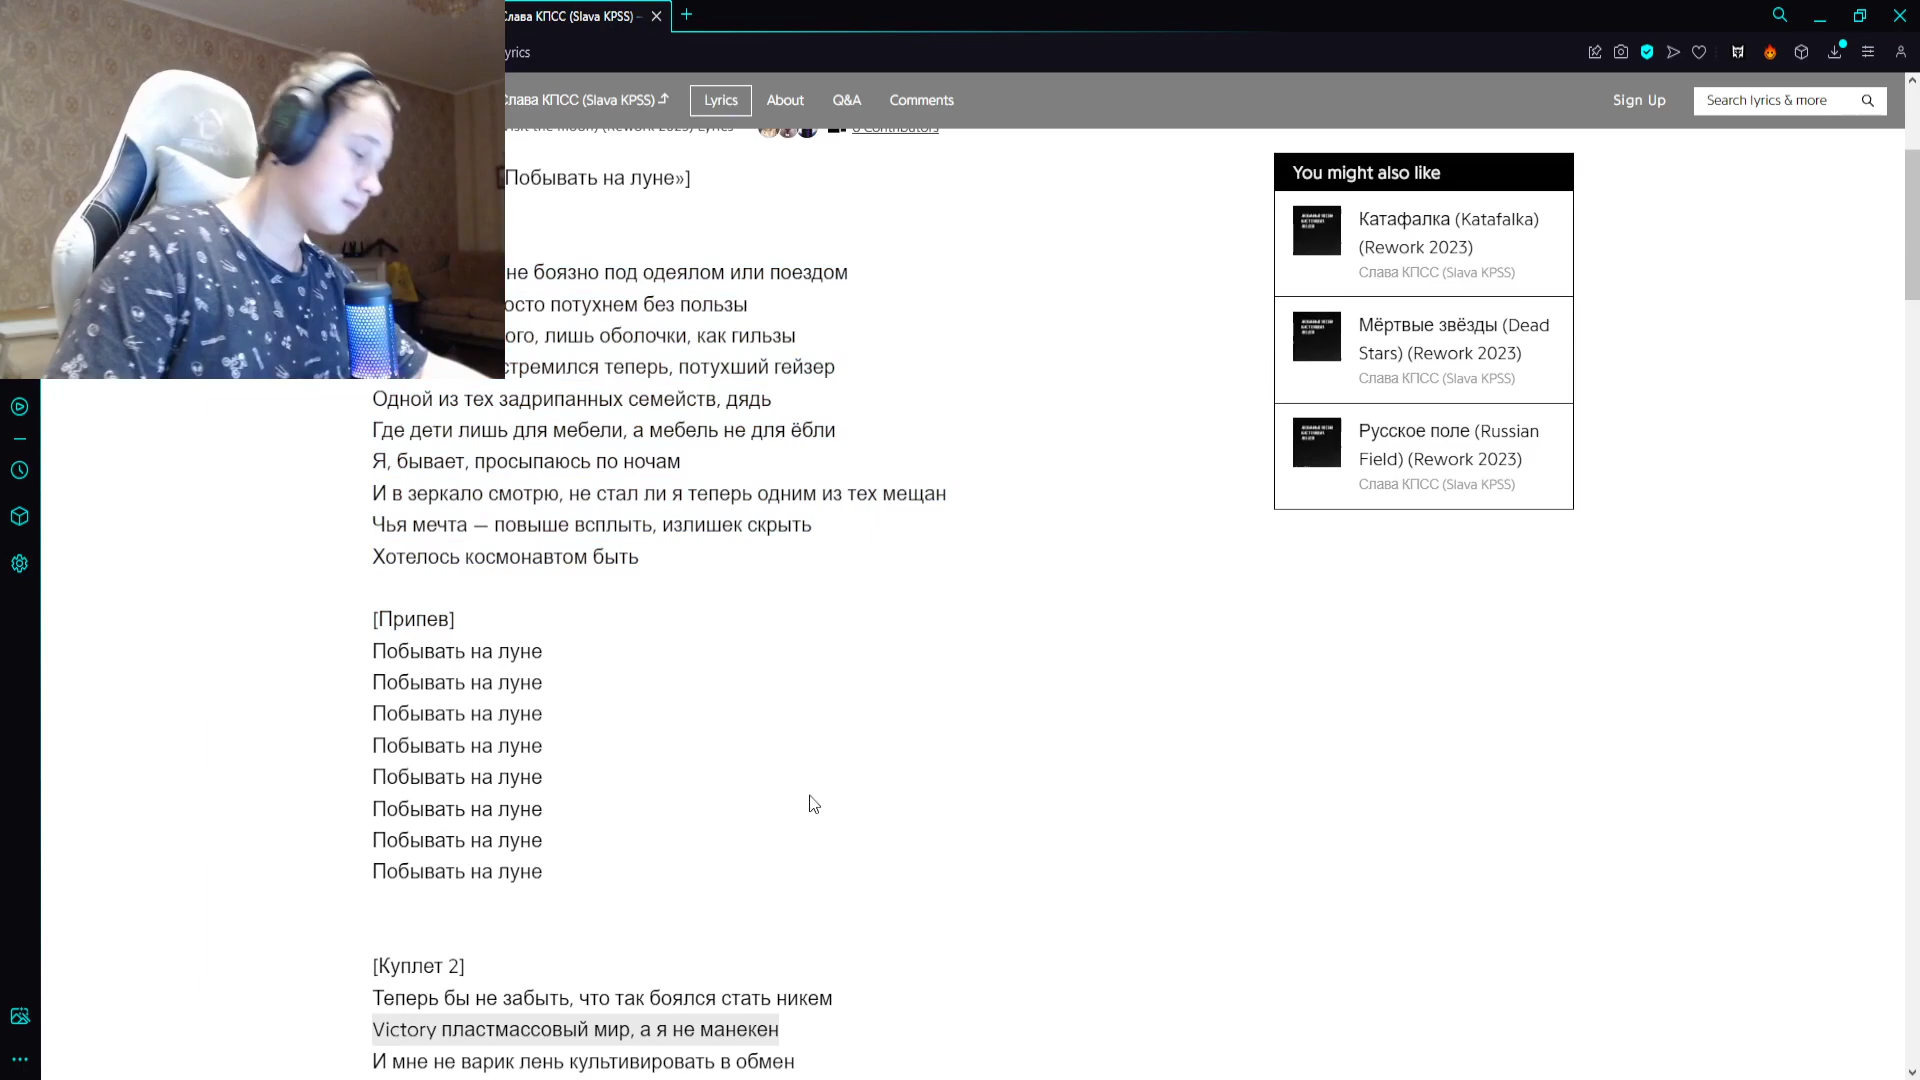 Слава КПСС (Slava KPSS) –
yrics
Слава КПСС (Slava KPSS)
Lyrics
About
Q&A
Comments
Sign Up
Search lyrics & more
(Rework 2023) Lyrics
Contributors
Побывать на луне»]
не боязно под одеялом или поездом
осто потухнем без пользы
ого, лишь оболочки, как гильзы
стремился теперь, потухший гейзер
Одной из тех задрипанных семейств, дядь
Где дети лишь для мебели, а мебель не для ёбли
Я, бывает, просыпаюсь по ночам
И в зеркало смотрю, не стал ли я теперь одним из тех мещан
Чья мечта — повыше всплыть, излишек скрыть
Хотелось космонавтом быть
[Припев]
Побывать на луне
Побывать на луне
Побывать на луне
Побывать на луне
Побывать на луне
Побывать на луне
Побывать на луне
Побывать на луне
[Куплет 2]
Теперь бы не забыть, что так боялся стать никем
Victory пластмассовый мир, а я не манекен
И мне не варик лень культивировать в обмен
You might also like
Катафалка (Katafalka)
(Rework 2023)
Слава КПСС (Slava KPSS)
Мёртвые звёзды (Dead
Stars) (Rework 2023)
Слава КПСС (Slava KPSS)
Русское поле (Russian
Field) (Rework 2023)
Слава КПСС (Slava KPSS)